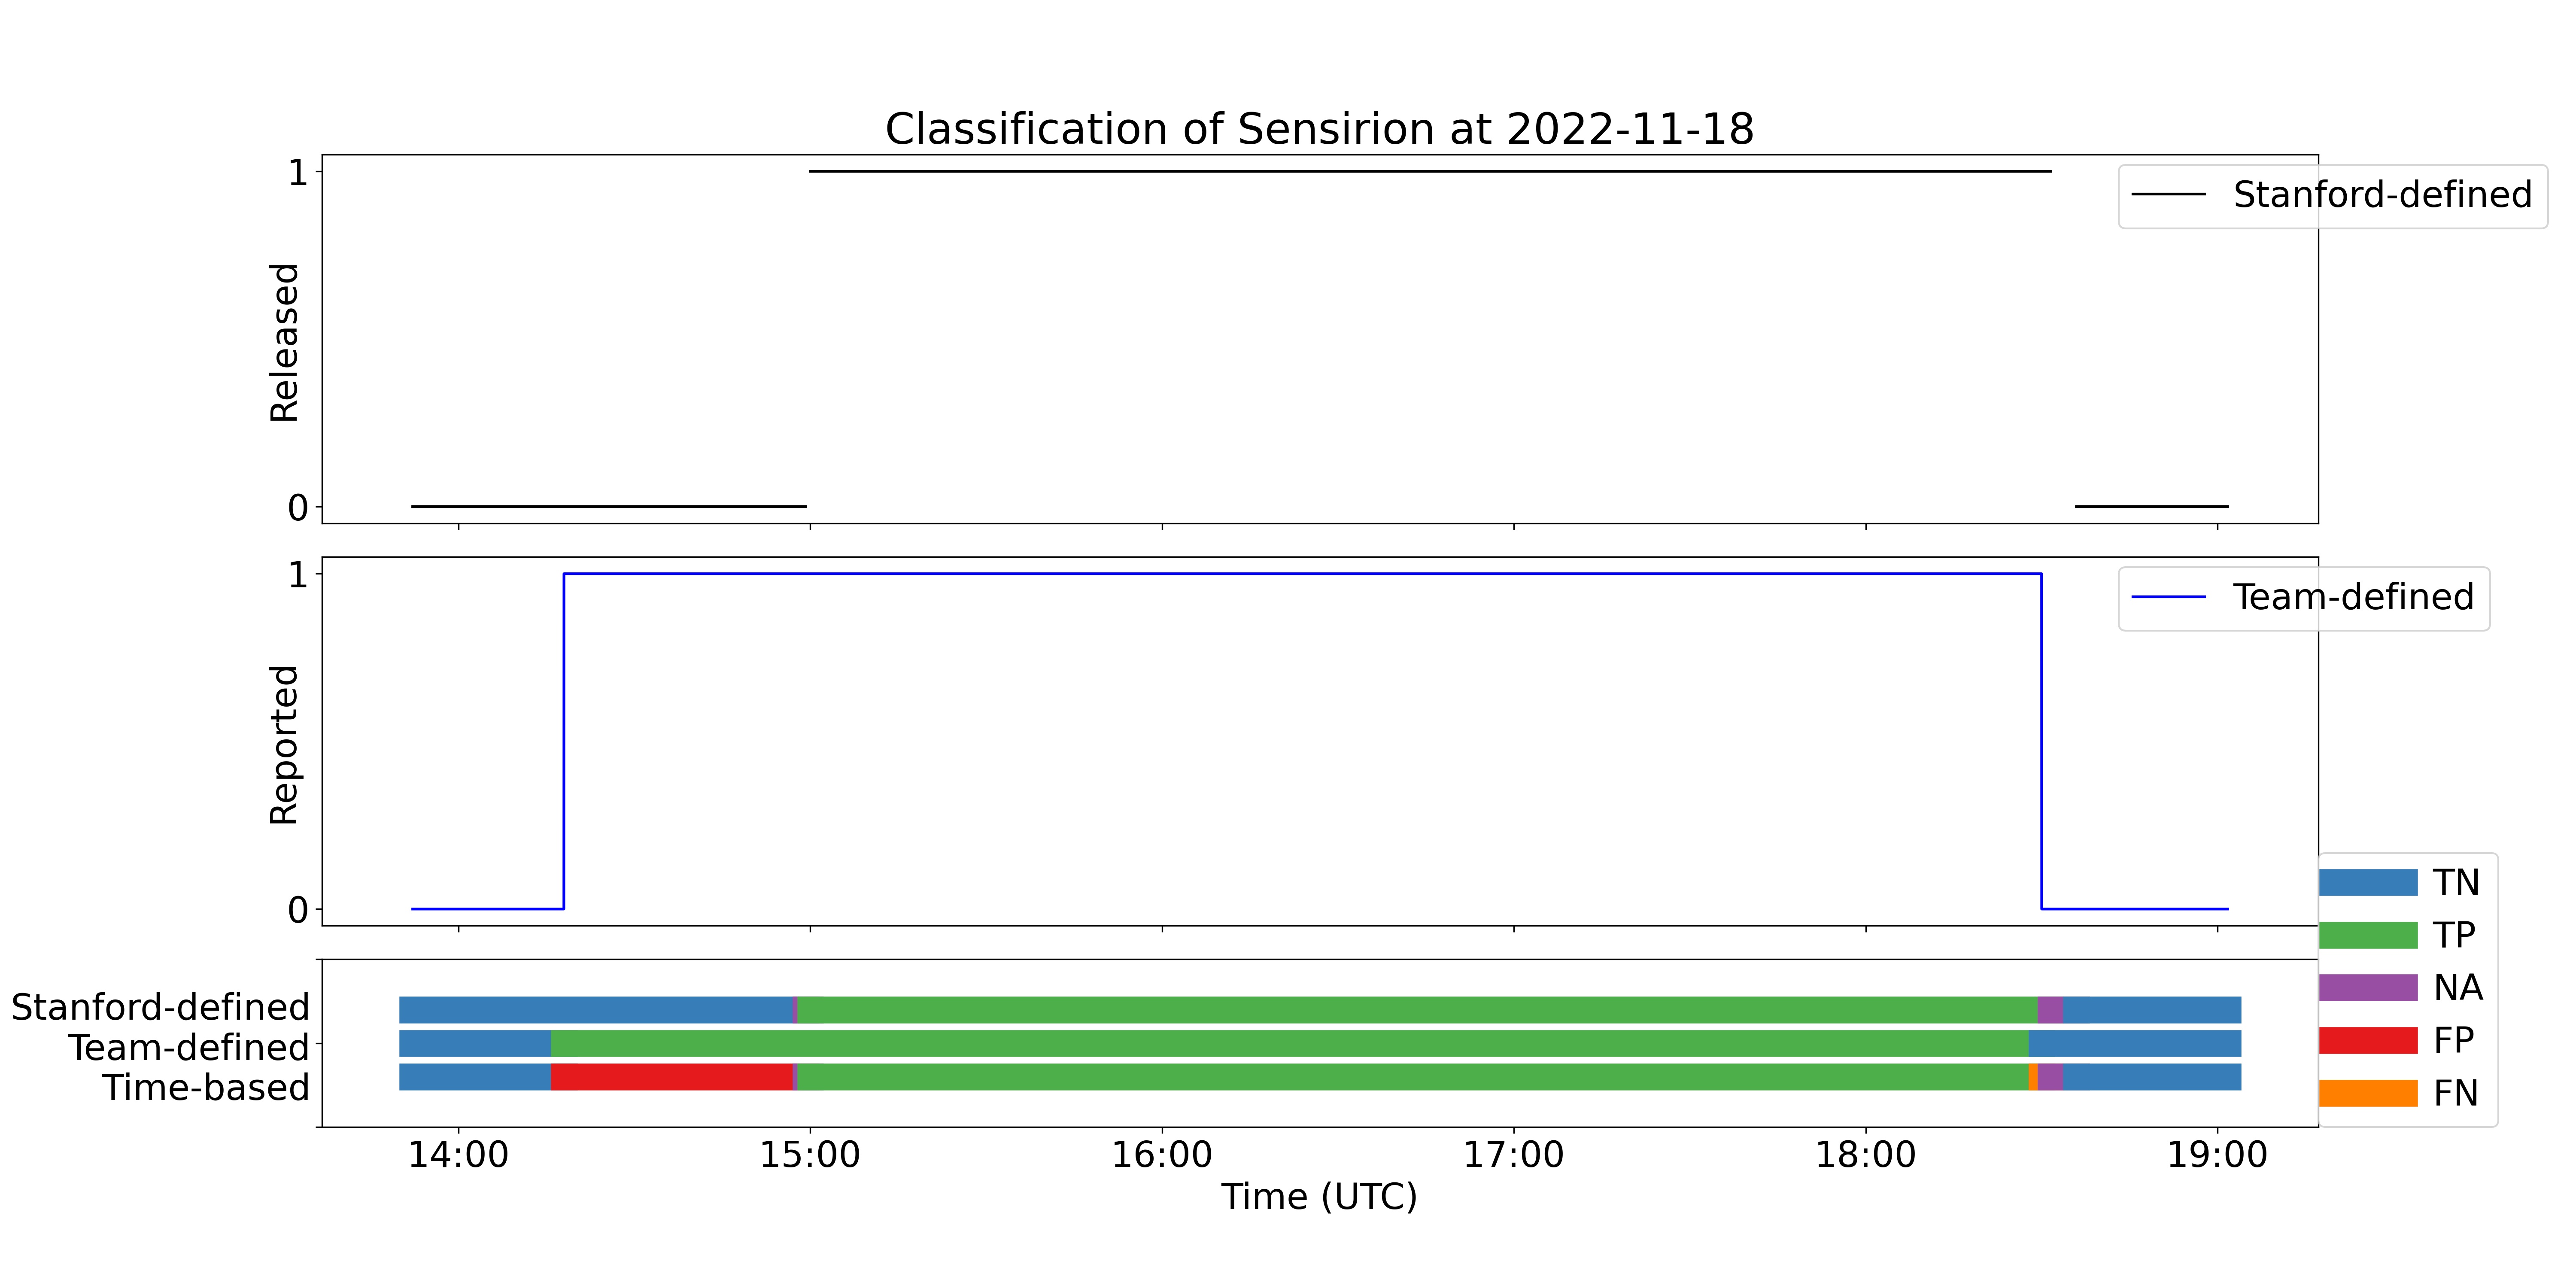 Classification of Sensirion at 2022-11-18
1
Released
0
Stanford-defined
1
Reported
0
Team-defined
TN
TP
NA
FP
FN
Stanford-defined
Team-defined
Time-based
14:00 15:00 16:00 17:00 18:00 19:00
Time (UTC)